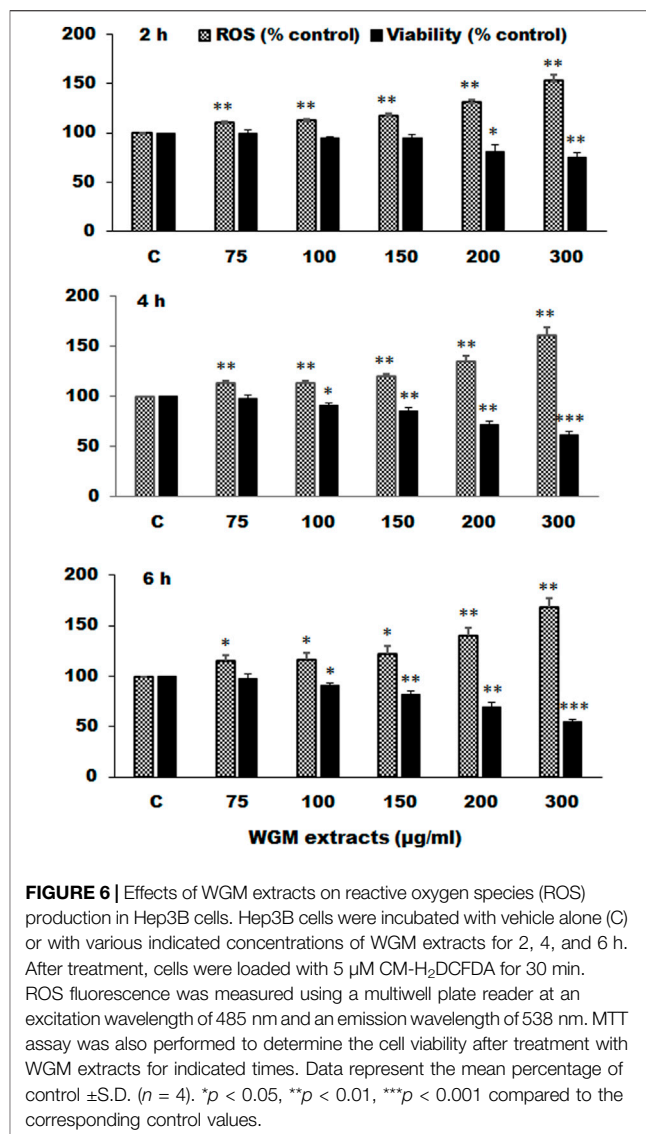 200
2 h ROS (% control) Viability (% control)
**
** ** ** ** * **
150
100
50
0
C 75 100 150 200 300
200
4 h
**
** ** ** ** * ** ** ***
150
100
50
0
C 75 100 150 200 300
200
6 h
**
* * * ** * ** ** ***
150
100
50
0
C 75 100 150 200 300
WGM extracts (µg/ml)
FIGURE 6 | Effects of WGM extracts on reactive oxygen species (ROS)
production in Hep3B cells. Hep3B cells were incubated with vehicle alone (C)
or with various indicated concentrations of WGM extracts for 2, 4, and 6 h.
After treatment, cells were loaded with 5 µM CM-H₂DCFDA for 30 min.
ROS fluorescence was measured using a multiwell plate reader at an
excitation wavelength of 485 nm and an emission wavelength of 538 nm. MTT
assay was also performed to determine the cell viability after treatment with
WGM extracts for indicated times. Data represent the mean percentage of
control ±S.D. (n = 4). *p < 0.05, **p < 0.01, ***p < 0.001 compared to the
corresponding control values.